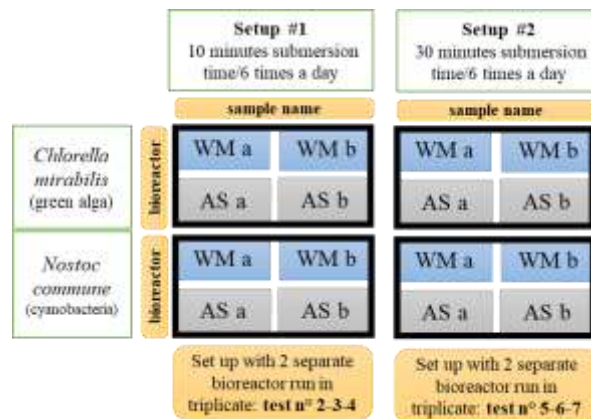 Setup #1
10 minutes submersion
time/6 times a day
Setup #2
30 minutes submersion
time/6 times a day
sample name
sample name
Chlorella
mirabilis
(green alga)
bioreactor
WM a
WM b
AS a
AS b
WM a
WM b
AS a
AS b
Nostoc
commune
(cyanobacteria)
bioreactor
WM a
WM b
AS a
AS b
WM a
WM b
AS a
AS b
Set up with 2 separate
bioreactor run in
triplicate: test n° 2-3-4
Set up with 2 separate
bioreactor run in
triplicate: test n° 5-6-7